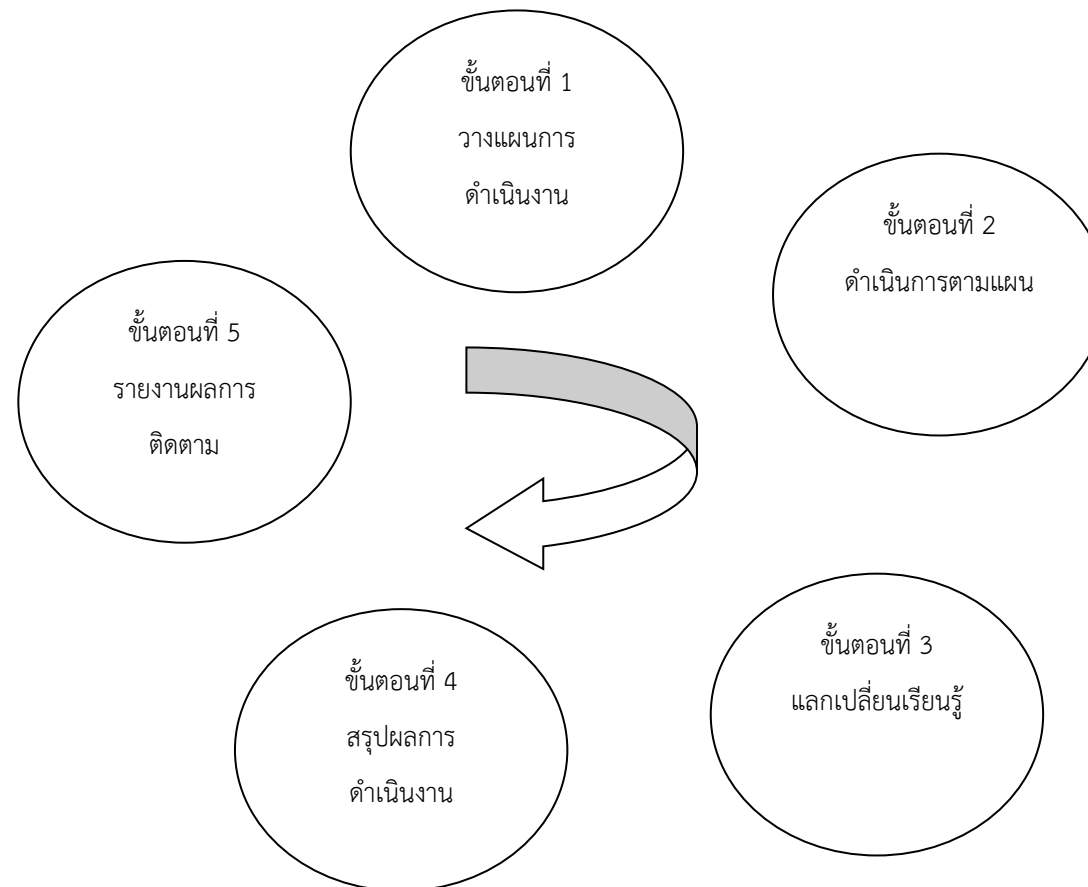 ขั้นตอนที่ 1
วางแผนการ
ดำเนินงาน
ขั้นตอนที่ 2
ดำเนินการตามแผน
ขั้นตอนที่ 3
แลกเปลี่ยนเรียนรู้
ขั้นตอนที่ 4
สรุปผลการ
ดำเนินงาน
ขั้นตอนที่ 5
รายงานผลการ
ติดตาม